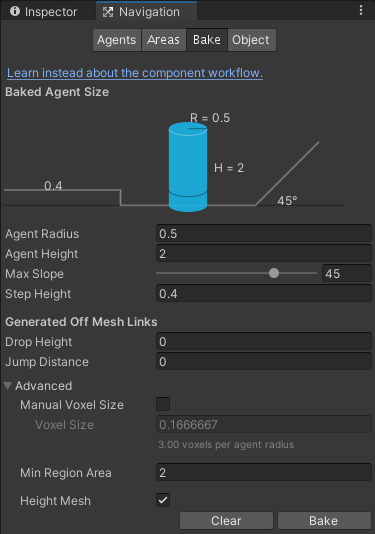 Inspector Navigation
Agents Areas Bake Object
Learn instead about the component workflow.
Baked Agent Size
R = 0.5
H = 2
0.4
45°
Agent Radius 0.5
Agent Height 2
Max Slope 45
Step Height 0.4
Generated Off Mesh Links
Drop Height 0
Jump Distance 0
Advanced
Manual Voxel Size
Voxel Size 0.1666667
3.00 voxels per agent radius
Min Region Area 2
Height Mesh
Clear Bake